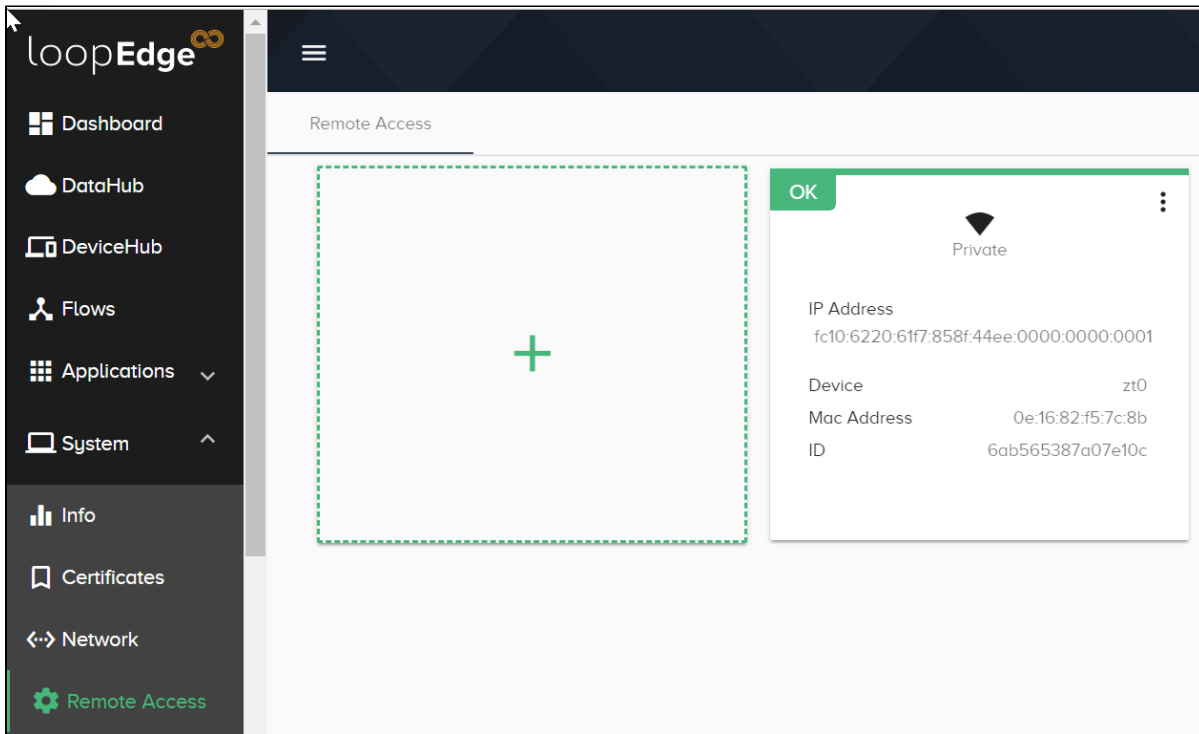 loopEdge
Dashboard
DataHub
DeviceHub
Flows
Applications
System
Info
Certificates
Network
Remote Access
Remote Access
OK
Private
IP Address
fc10:6220:61f7:858f:44ee:0000:0000:0001
Device zt0
Mac Address 0e:16:82:f5:7c:8b
ID 6ab565387a07e10c